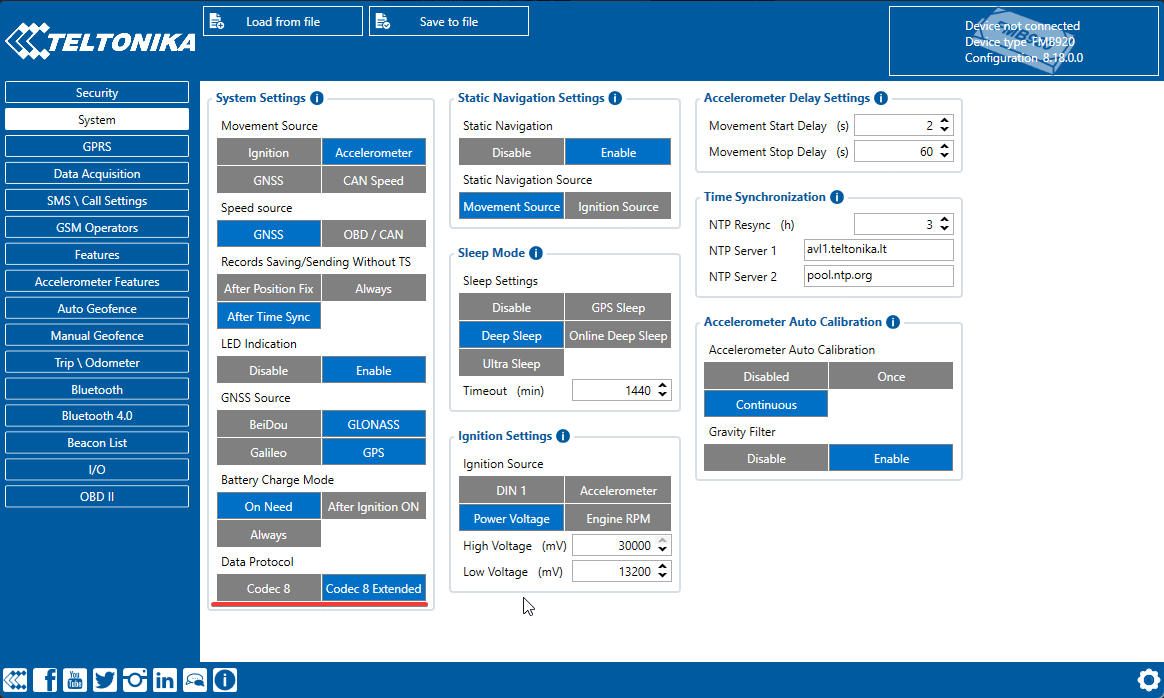 TELTONIKA
Load from file
Save to file
Device not connected
Device type FMB920
Configuration 8.18.0.0
Security
System
GPRS
Data Acquisition
SMS \ Call Settings
GSM Operators
Features
Accelerometer Features
Auto Geofence
Manual Geofence
Trip \ Odometer
Bluetooth
Bluetooth 4.0
Beacon List
I/O
OBD II
System Settings
Movement Source
Ignition Accelerometer
GNSS CAN Speed
Speed source
GNSS OBD / CAN
Records Saving/Sending Without TS
After Position Fix Always
After Time Sync
LED Indication
Disable Enable
GNSS Source
BeiDou GLONASS
Galileo GPS
Battery Charge Mode
On Need After Ignition ON
Always
Data Protocol
Codec 8 Codec 8 Extended
Static Navigation Settings
Static Navigation
Disable Enable
Static Navigation Source
Movement Source Ignition Source
Sleep Mode
Sleep Settings
Disable GPS Sleep
Deep Sleep Online Deep Sleep
Ultra Sleep
Timeout (min) 1440
Ignition Settings
Ignition Source
DIN 1 Accelerometer
Power Voltage Engine RPM
High Voltage (mV) 30000
Low Voltage (mV) 13200
Accelerometer Delay Settings
Movement Start Delay (s) 2
Movement Stop Delay (s) 60
Time Synchronization
NTP Resync (h) 3
NTP Server 1 avl1.teltonika.lt
NTP Server 2 pool.ntp.org
Accelerometer Auto Calibration
Accelerometer Auto Calibration
Disabled Once
Continuous
Gravity Filter
Disable Enable
You
Tube
in